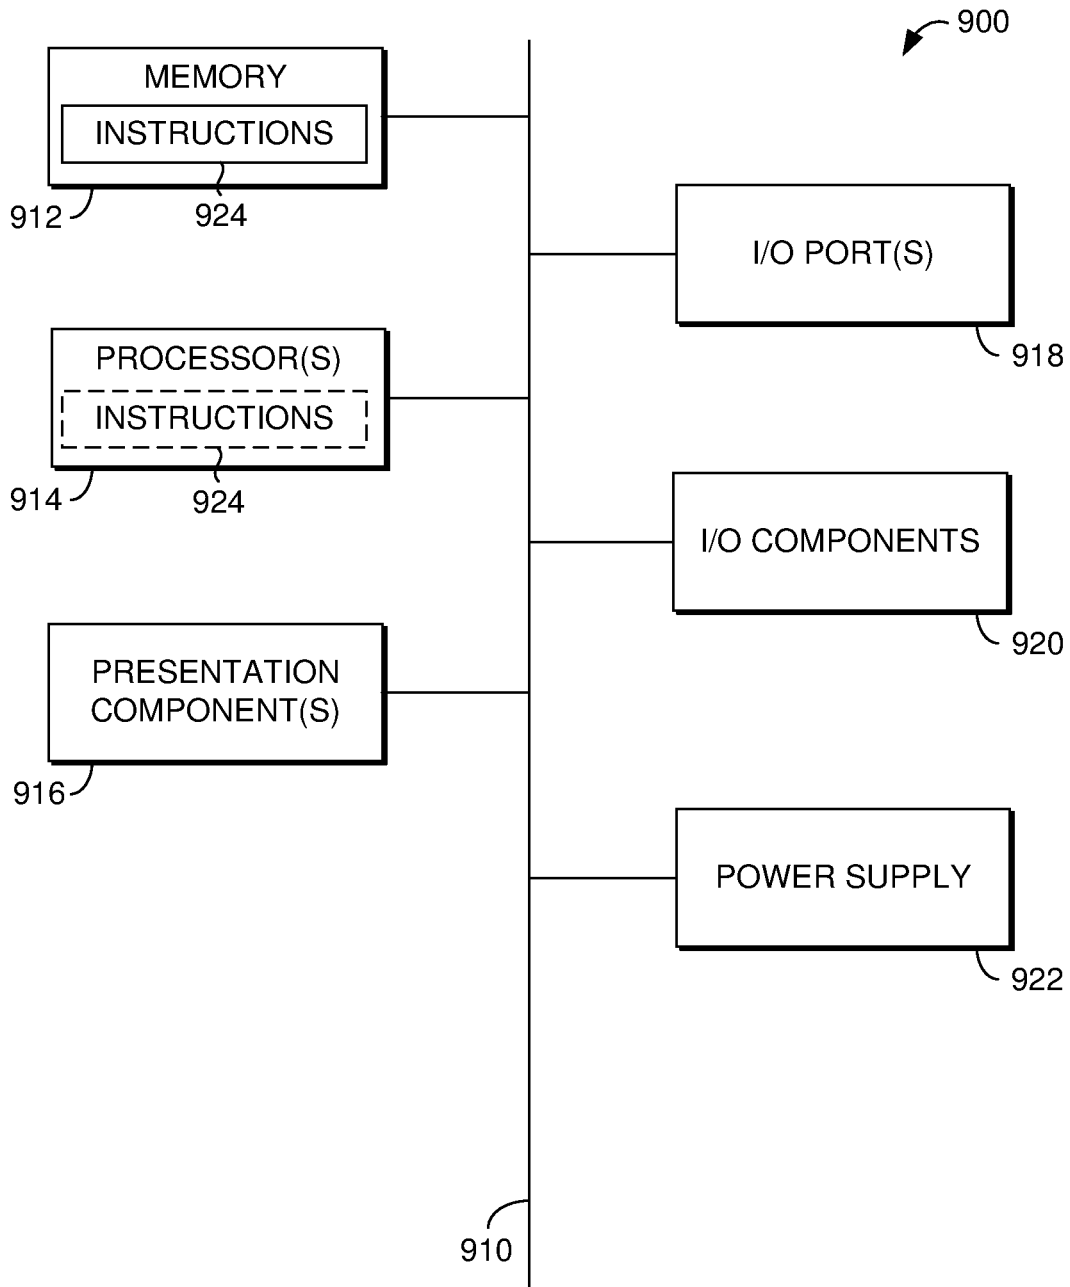 900
MEMORY
INSTRUCTIONS
912
924
I/O PORT(S)
918
PROCESSOR(S)
INSTRUCTIONS
914
924
I/O COMPONENTS
920
PRESENTATION
COMPONENT(S)
916
POWER SUPPLY
922
910